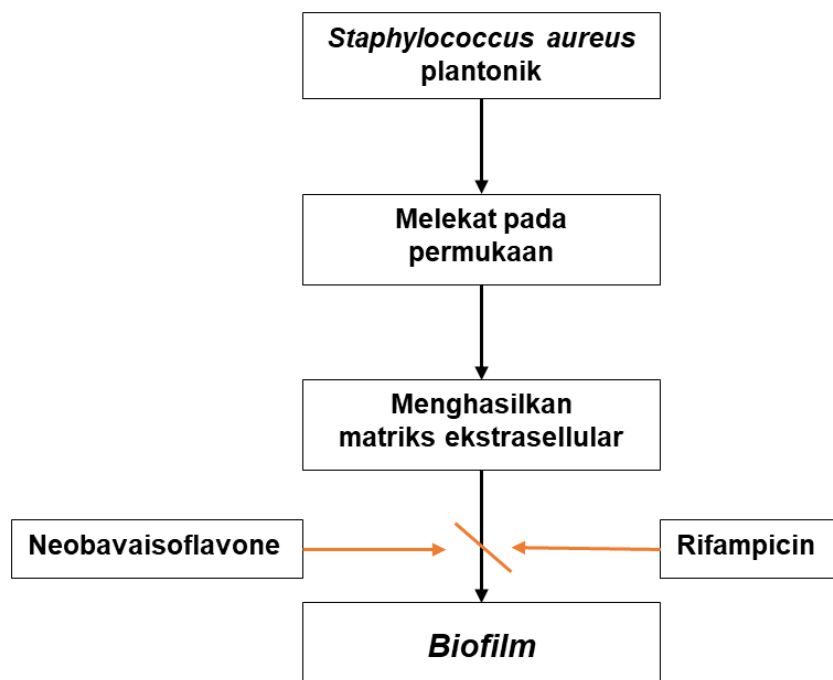 Staphylococcus aureus
plantonik
Melekat pada
permukaan
Menghasilkan
matriks ekstrasellular
Neobavaisoflavone
Rifampicin
Biofilm